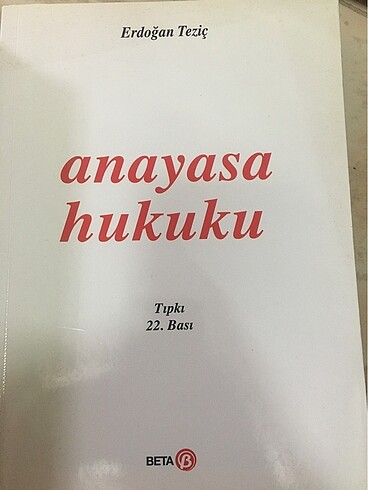 Erdoğan Teziç
anayasa
hukuku
Tıpkı
22. Bası
BETA B